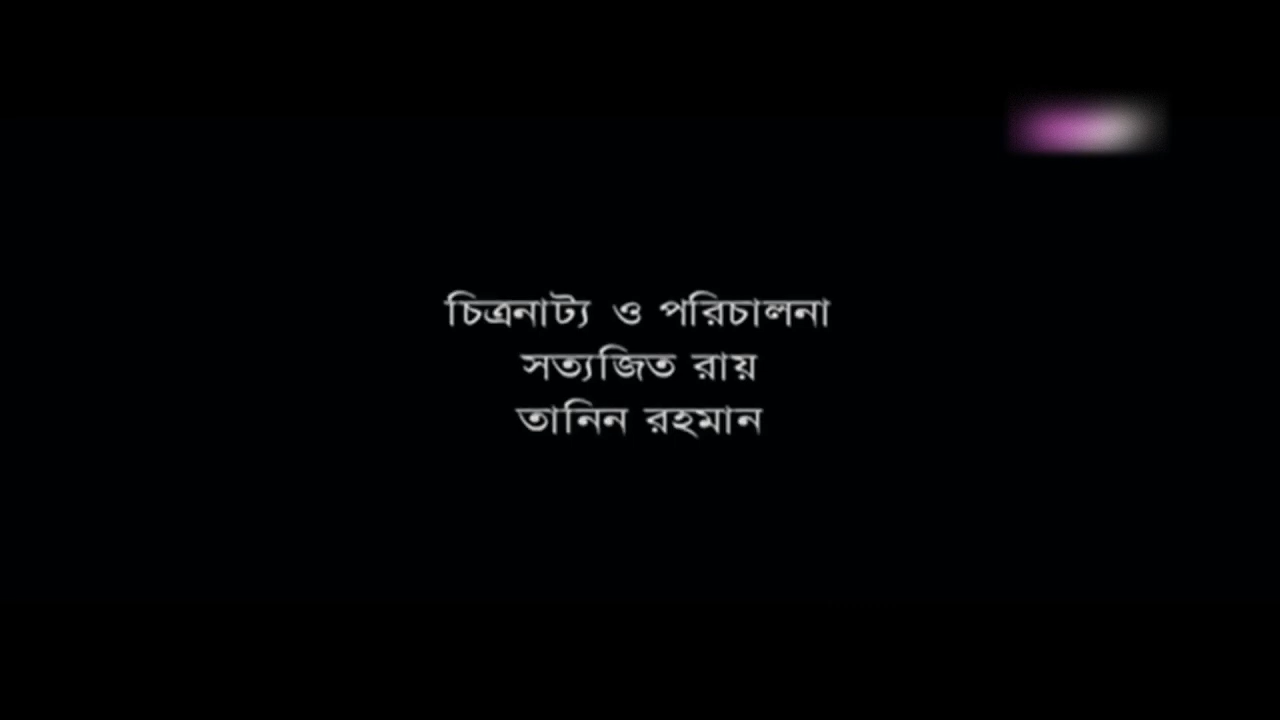 চিত্রনাট্য ও পরিচালনা
সত্যজিত রায়
তানিন রহমান